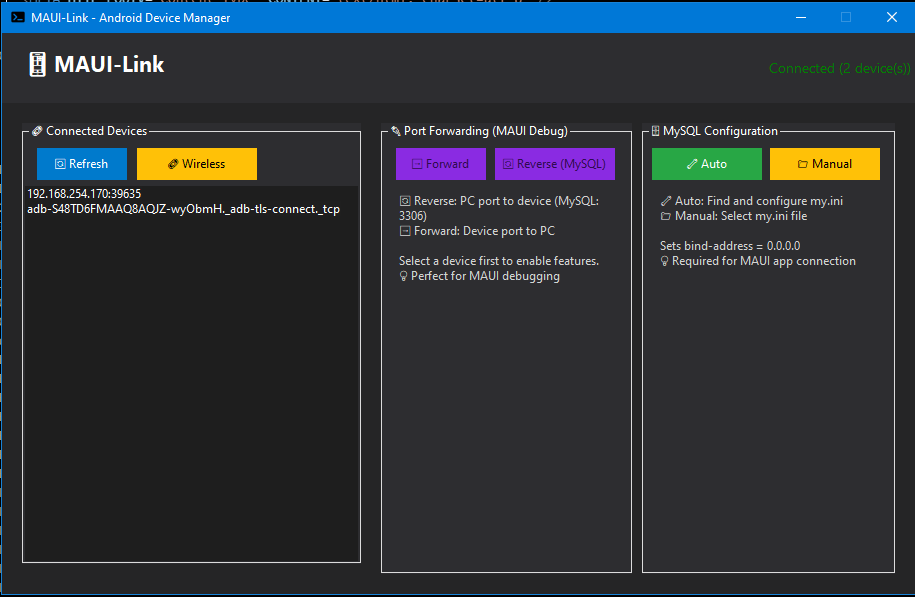 MAUI-Link - Android Device Manager
MAUI-Link
Connected (2 device(s))
Connected Devices
Refresh
Wireless
192.168.254.170:39635
adb-S48TD6FMAAQ8AQJZ-wyObmH._adb-tls-connect._tcp
Port Forwarding (MAUI Debug)
Forward
Reverse (MySQL)
Reverse: PC port to device (MySQL:
3306)
Forward: Device port to PC
Select a device first to enable features.
Perfect for MAUI debugging
MySQL Configuration
Auto
Manual
Auto: Find and configure my.ini
Manual: Select my.ini file
Sets bind-address = 0.0.0.0
Required for MAUI app connection